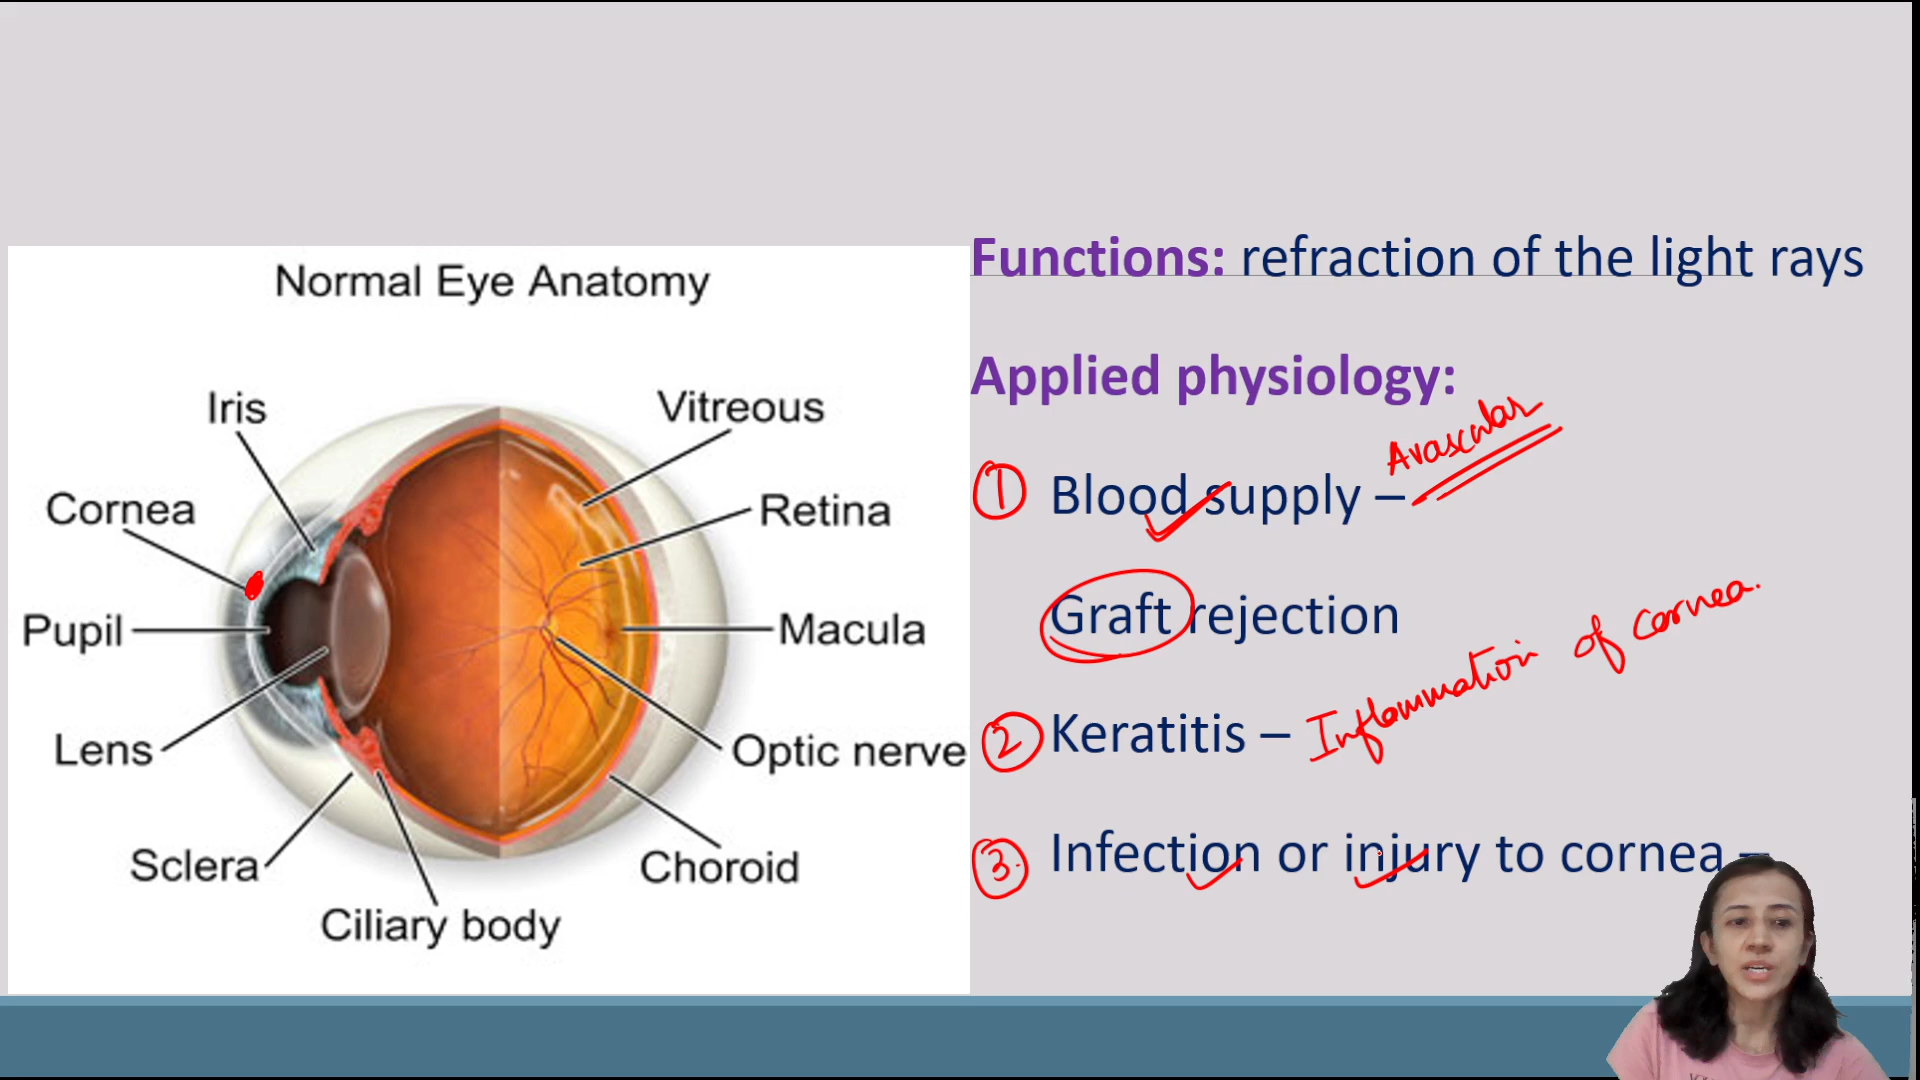 Normal Eye Anatomy
Iris
Vitreous
Cornea
Retina
Pupil
Macula
Lens
Optic nerve
Sclera
Choroid
Ciliary body
Functions: refraction of the light rays
Applied physiology:
① Blood supply – Avascular
Graft rejection
② Keratitis – Inflammation of cornea.
③ Infection or injury to cornea –